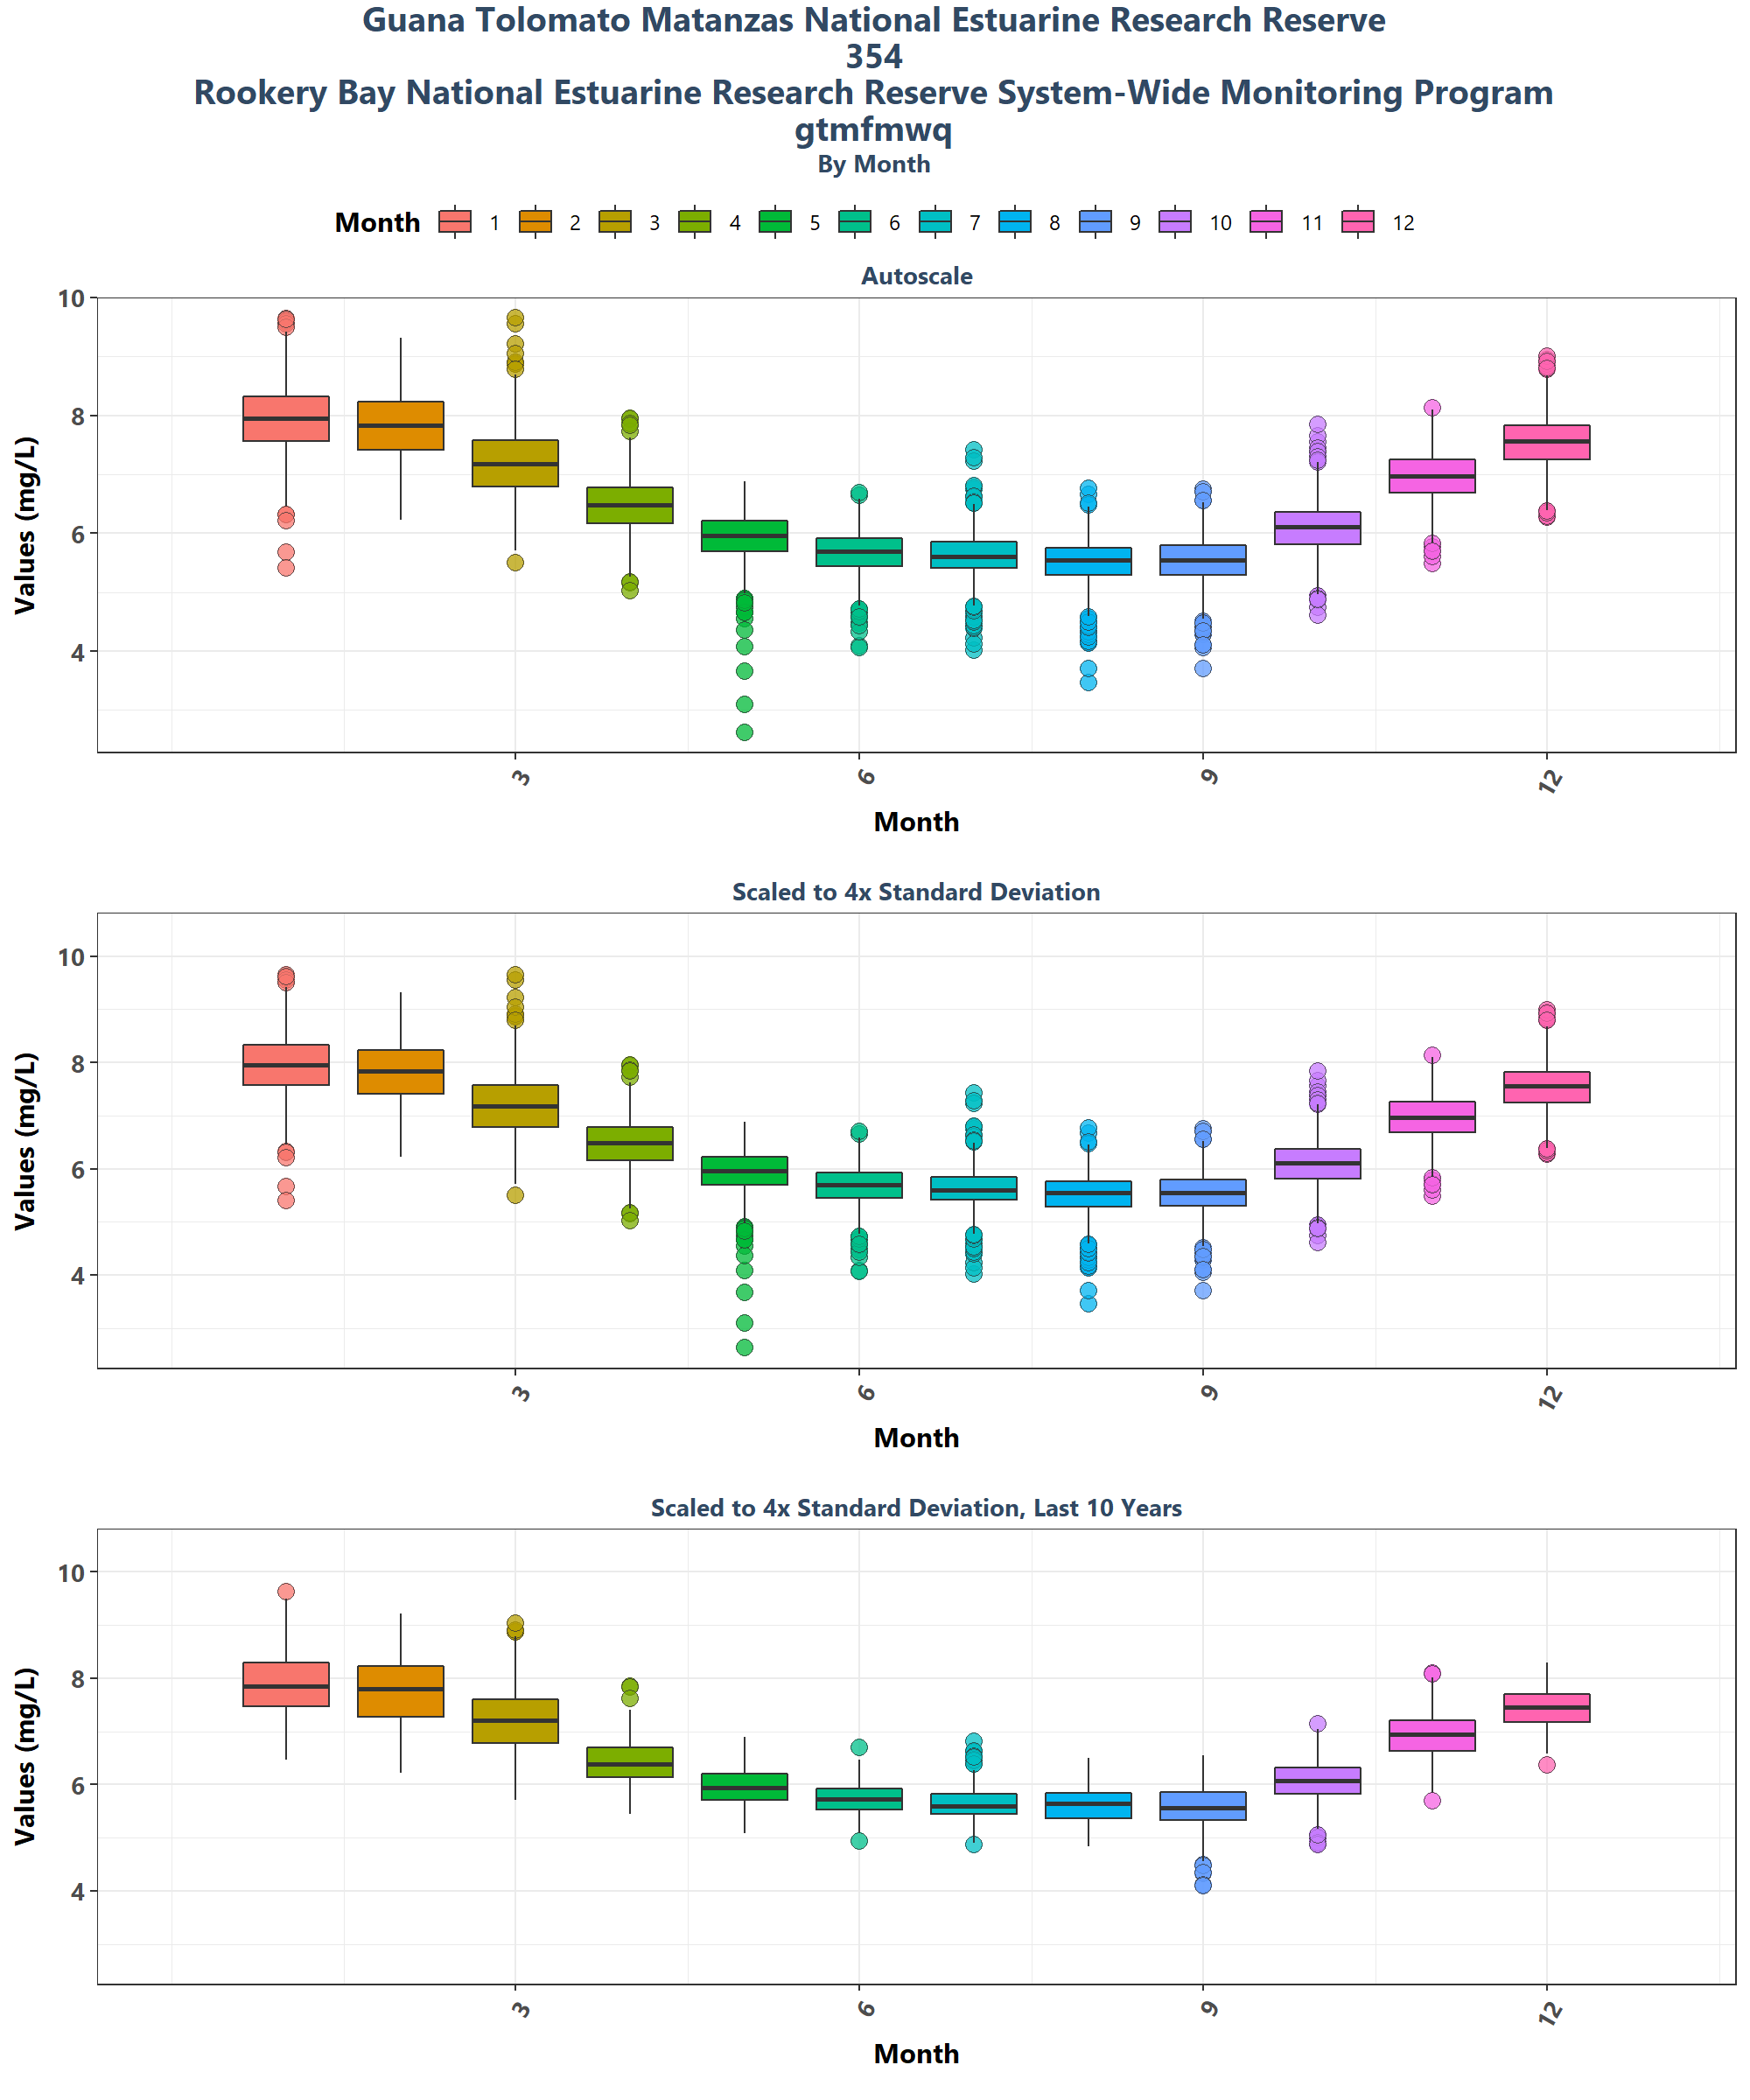 Guana Tolomato Matanzas National Estuarine Research Reserve
354
Rookery Bay National Estuarine Research Reserve System-Wide Monitoring Program
gtmfmwq
By Month
Month 1 2 3 4 5 6 7 8 9 10 11 12
Autoscale
Values (mg/L)
10
8
6
4
3 6 9 12
Month
Scaled to 4x Standard Deviation
Values (mg/L)
10
8
6
4
3 6 9 12
Month
Scaled to 4x Standard Deviation, Last 10 Years
Values (mg/L)
10
8
6
4
3 6 9 12
Month